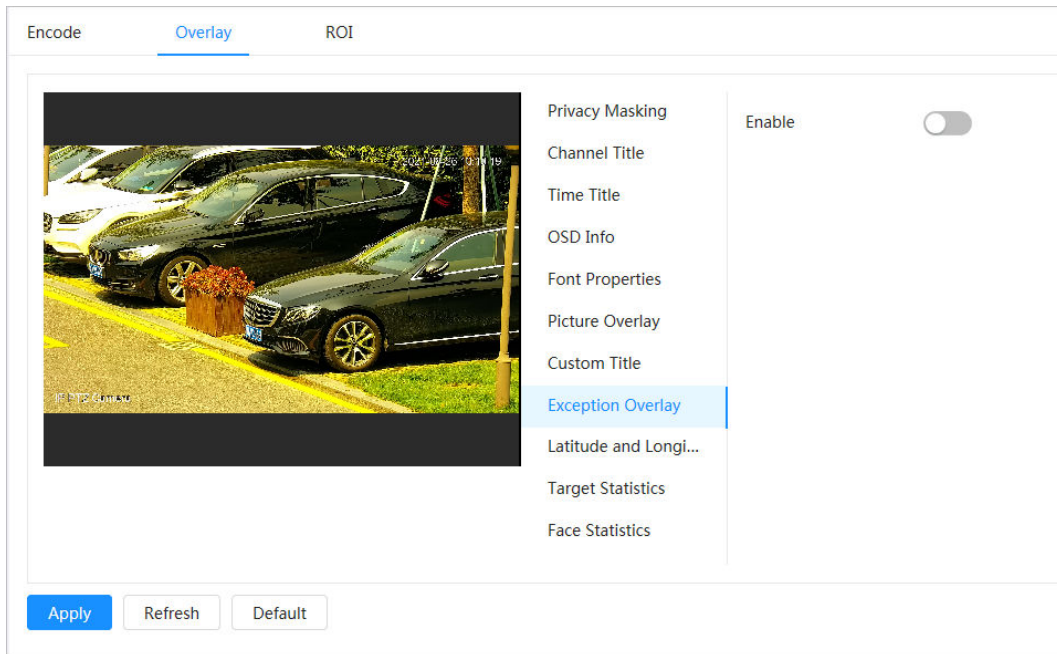 Encode
Overlay
ROI
Privacy Masking
Channel Title
Time Title
OSD Info
Font Properties
Picture Overlay
Custom Title
Exception Overlay
Latitude and Longi...
Target Statistics
Face Statistics
Enable
Apply
Refresh
Default